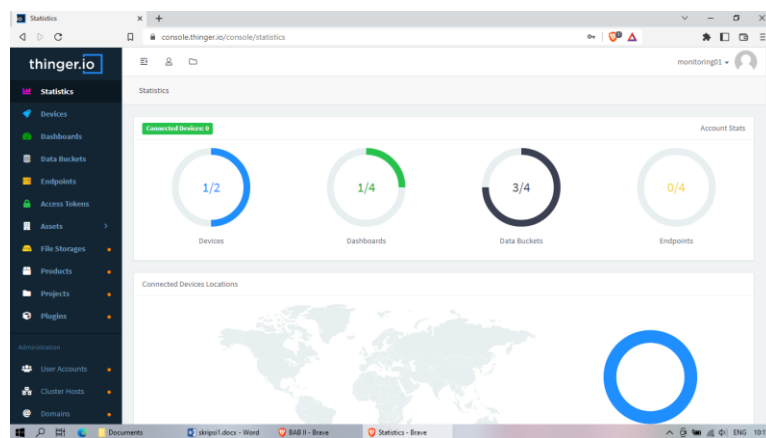 Statistics
console.thinger.io/console/statistics
thinger.io
monitoring01
Statistics
Devices
Dashboards
Data Buckets
Endpoints
Access Tokens
Assets
File Storages
Products
Projects
Plugins
Administration
User Accounts
Cluster Hosts
Domains
Statistics
Connected Devices: 0
Account Stats
1/2
1/4
3/4
0/4
Devices
Dashboards
Data Buckets
Endpoints
Connected Devices Locations
Documents
skripsi1.docx - Word
BAB II - Brave
Statistics - Brave
ENG